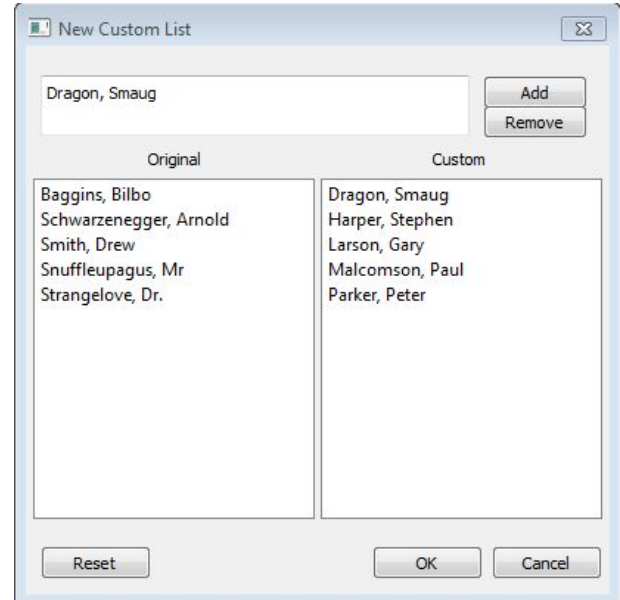 New Custom List
Dragon, Smaug
Add
Remove
Original
Custom
Baggins, Bilbo
Schwarzenegger, Arnold
Smith, Drew
Snuffleupagus, Mr
Strangelove, Dr.
Dragon, Smaug
Harper, Stephen
Larson, Gary
Malcomson, Paul
Parker, Peter
Reset
OK
Cancel